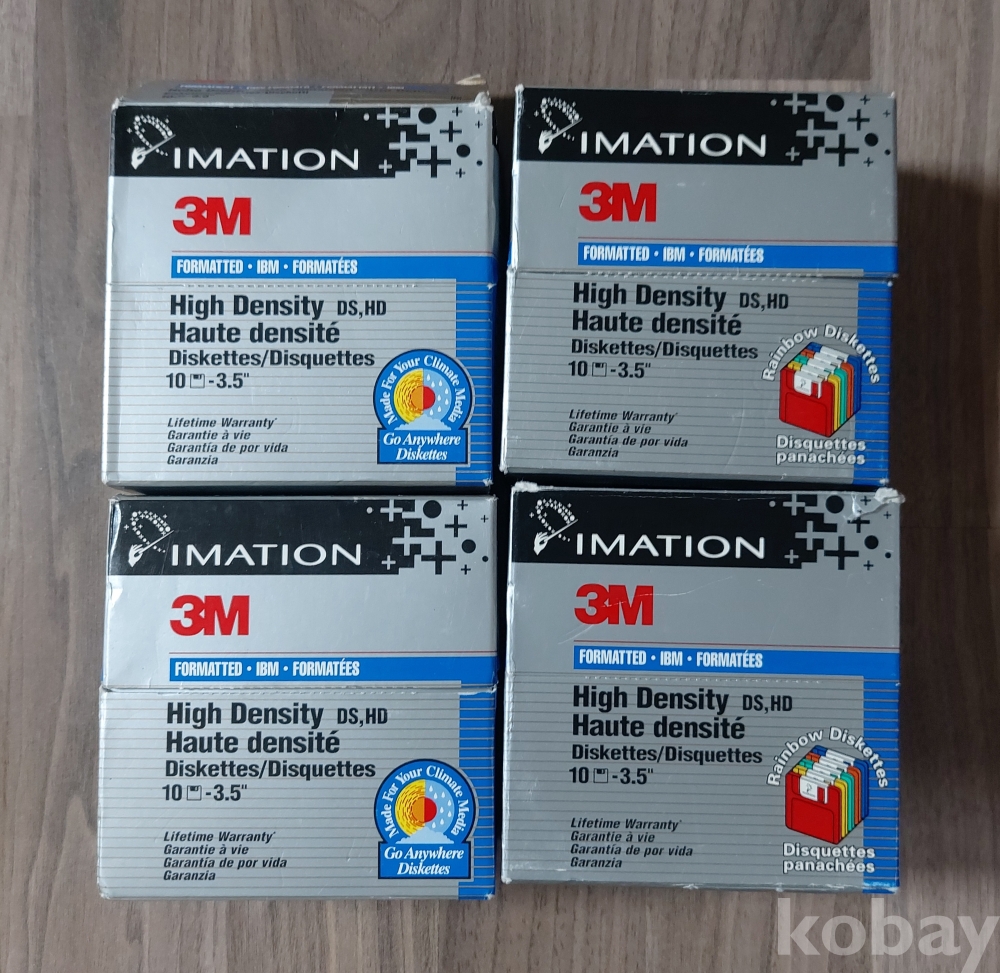 IMATION
3M
FORMATTED • IBM • FORMATÉES
High Density DS,HD
Haute densité
Diskettes/Disquettes
10 -3.5"
Lifetime Warranty*
Garantie à vie
Garantía de por vida
Garanzia
Made For Your Climate Media
Go Anywhere
Diskettes
IMATION
3M
FORMATTED • IBM • FORMATÉES
High Density DS,HD
Haute densité
Diskettes/Disquettes
10 -3.5"
Lifetime Warranty*
Garantie à vie
Garantía de por vida
Garanzia
Rainbow Diskettes
2
Disquettes
panachées
IMATION
3M
FORMATTED • IBM • FORMATÉES
High Density DS,HD
Haute densité
Diskettes/Disquettes
10 -3.5"
Lifetime Warranty*
Garantie à vie
Garantía de por vida
Garanzia
Made For Your Climate Media
Go Anywhere
Diskettes
IMATION
3M
FORMATTED • IBM • FORMATÉES
High Density DS,HD
Haute densité
Diskettes/Disquettes
10 -3.5"
Lifetime Warranty*
Garantie à vie
Garantía de por vida
Garanzia
Rainbow Diskettes
2
Disquettes
panachées
kobay